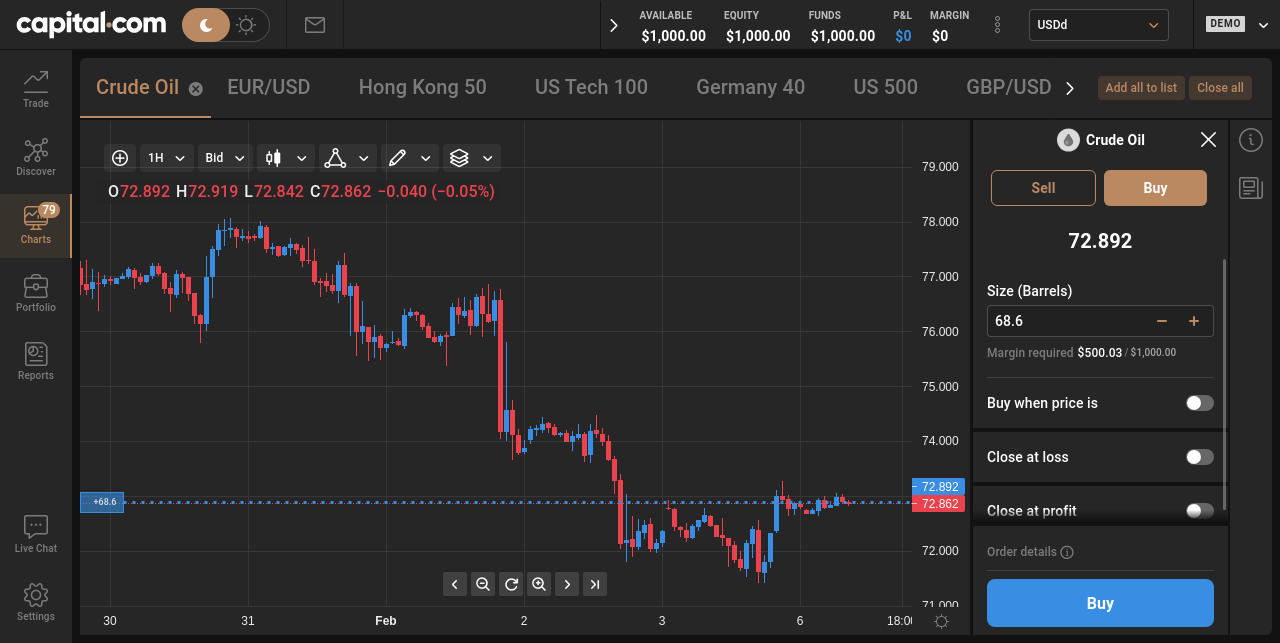 capital.com
AVAILABLE EQUITY FUNDS P&L MARGIN
$1,000.00 $1,000.00 $1,000.00 $0 $0
USDd
DEMO
Trade
Discover
79
Charts
Portfolio
Reports
Live Chat
Settings
Crude Oil EUR/USD Hong Kong 50 US Tech 100 Germany 40 US 500 GBP/USD
Add all to list Close all
1H Bid
O72.892 H72.919 L72.842 C72.862 −0.040 (−0.05%)
79.000
78.000
77.000
76.000
75.000
74.000
72.892
72.862
72.000
71.000
+68.6
30 31 Feb 2 3 6 18:00
Crude Oil
Sell Buy
72.892
Size (Barrels)
68.6 − +
Margin required $500.03 / $1,000.00
Buy when price is
Close at loss
Close at profit
Order details
Buy